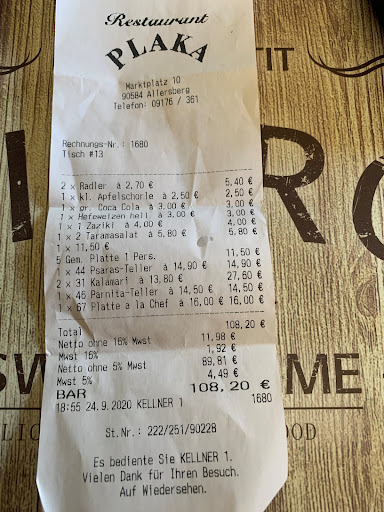 Restaurant
PLAKA
Marktplatz 10
90584 Allersberg
Telefon: 09176 / 361
Rechnungs-Nr.: 1680
Tisch #13
2 x Radler à 2,70 € 5,40 €
1 x kl. Apfelschorle à 2,50 € 2,50 €
1 x gr. Coca Cola à 3,00 € 3,00 €
1 x Hefeweizen hell à 3,00 € 3,00 €
1 x 1 Zaziki à 4,00 € 4,00 €
1 x 2 Taramasalat à 5,80 € 5,80 €
1 x 11,50 €
5 Gem. Platte 1 Pers. 11,50 €
1 x 44 Psaras-Teller à 14,90 € 14,90 €
2 x 31 Kalamari à 13,80 € 27,60 €
1 x 46 Parnita-Teller à 14,50 € 14,50 €
1 x 67 Platte a la Chef à 16,00 € 16,00 €
Total 108,20 €
Netto ohne 16% Mwst 11,98 €
Mwst 16% 1,92 €
Netto ohne 5% Mwst 89,81 €
Mwst 5% 4,49 €
BAR 108,20 €
18:55 24.9.2020 KELLNER 1 1680
St.Nr.: 222/251/90228
Es bediente Sie KELLNER 1.
Vielen Dank für Ihren Besuch.
Auf Wiedersehen.